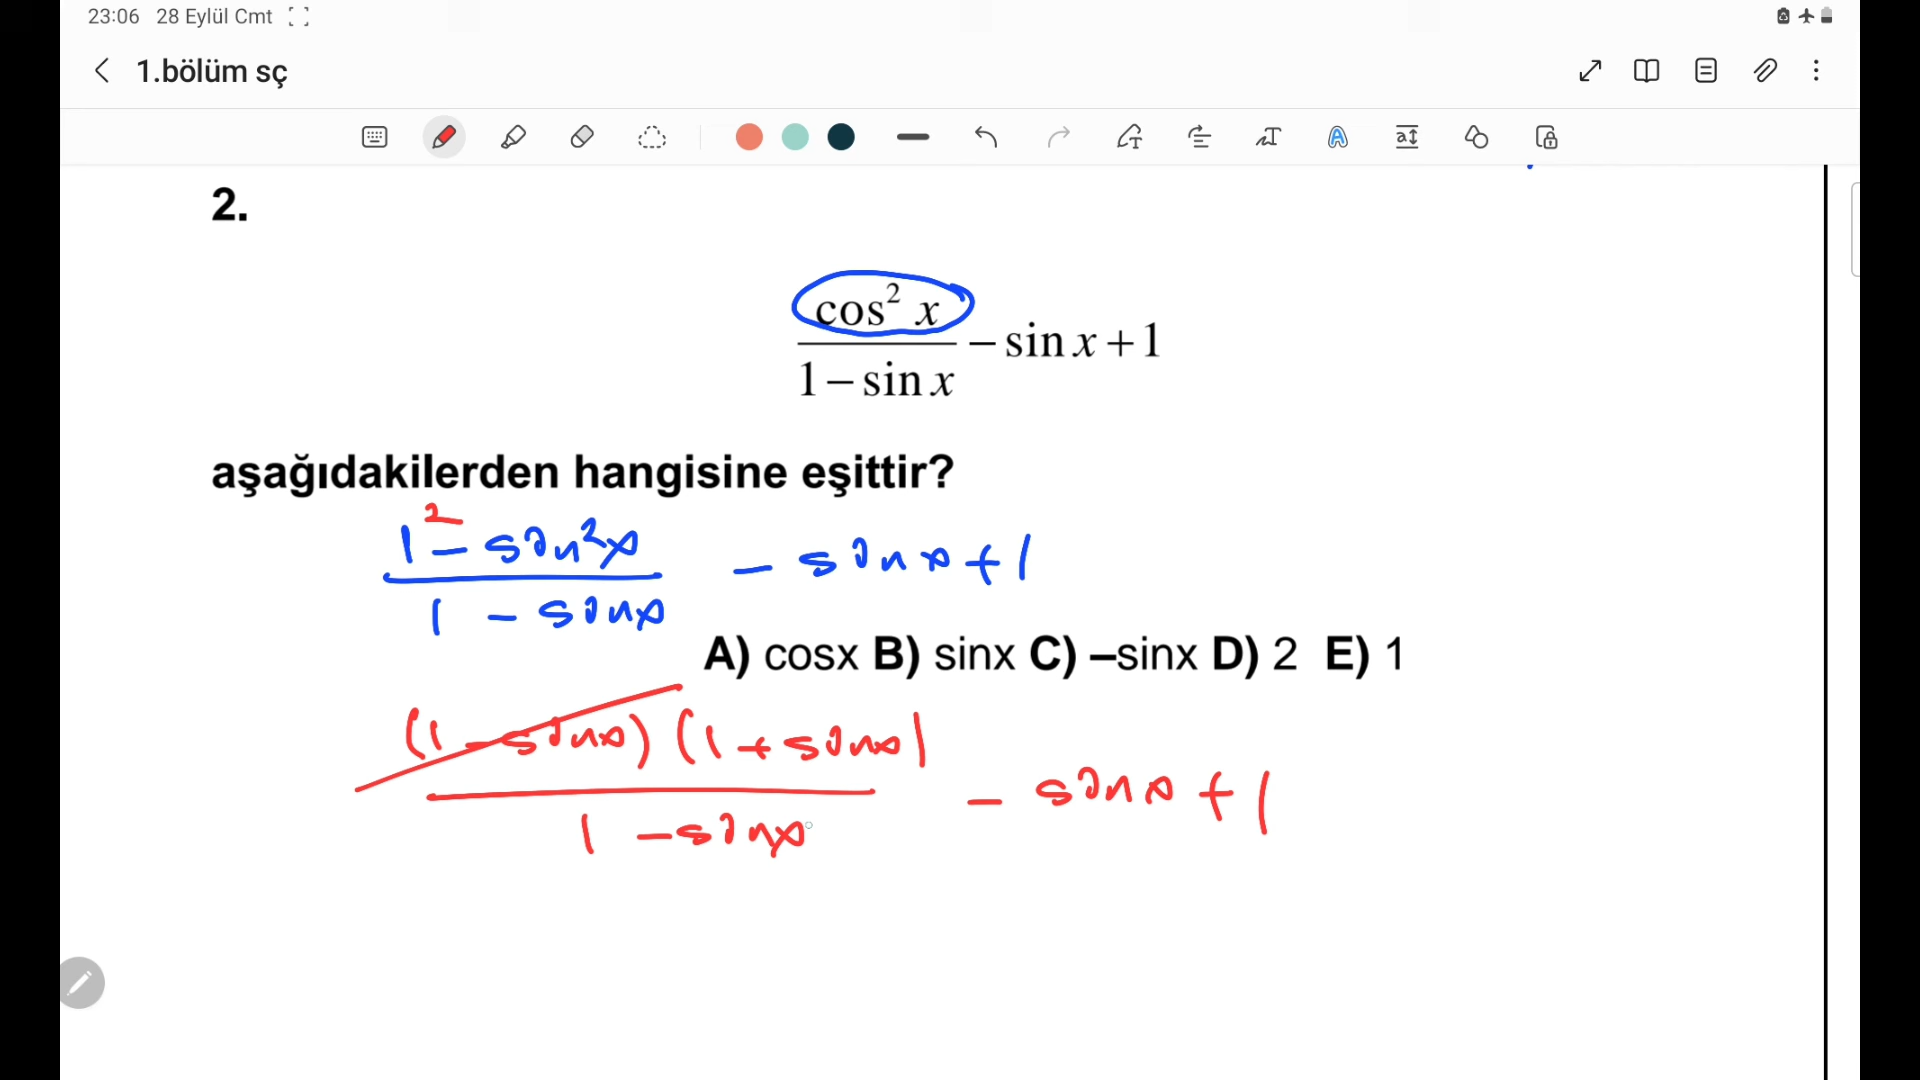 23:06 28 Eylül Cmt
1.bölüm sç
2.
cos² x / 1 – sin x – sin x + 1
aşağıdakilerden hangisine eşittir?
1² – sin²x / 1 – sinx – sinx + 1
A) cosx B) sinx C) –sinx D) 2 E) 1
(1 – sinx) (1 + sinx) / 1 – sinx – sinx + 1